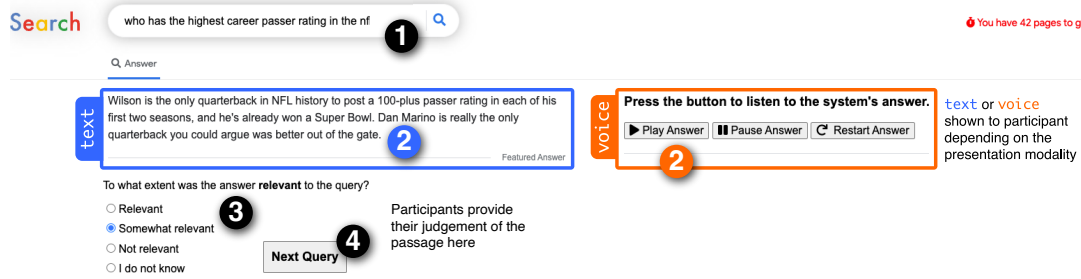 Search
who has the highest career passer rating in the nf
1
You have 42 pages to g
Answer
text
Wilson is the only quarterback in NFL history to post a 100-plus passer rating in each of his
first two seasons, and he's already won a Super Bowl. Dan Marino is really the only
quarterback you could argue was better out of the gate.
2
Featured Answer
voice
Press the button to listen to the system's answer.
Play Answer
Pause Answer
Restart Answer
2
text or voice
shown to participant
depending on the
presentation modality
To what extent was the answer relevant to the query?
Relevant
3
Somewhat relevant
Not relevant
I do not know
Next Query
4
Participants provide
their judgement of the
passage here